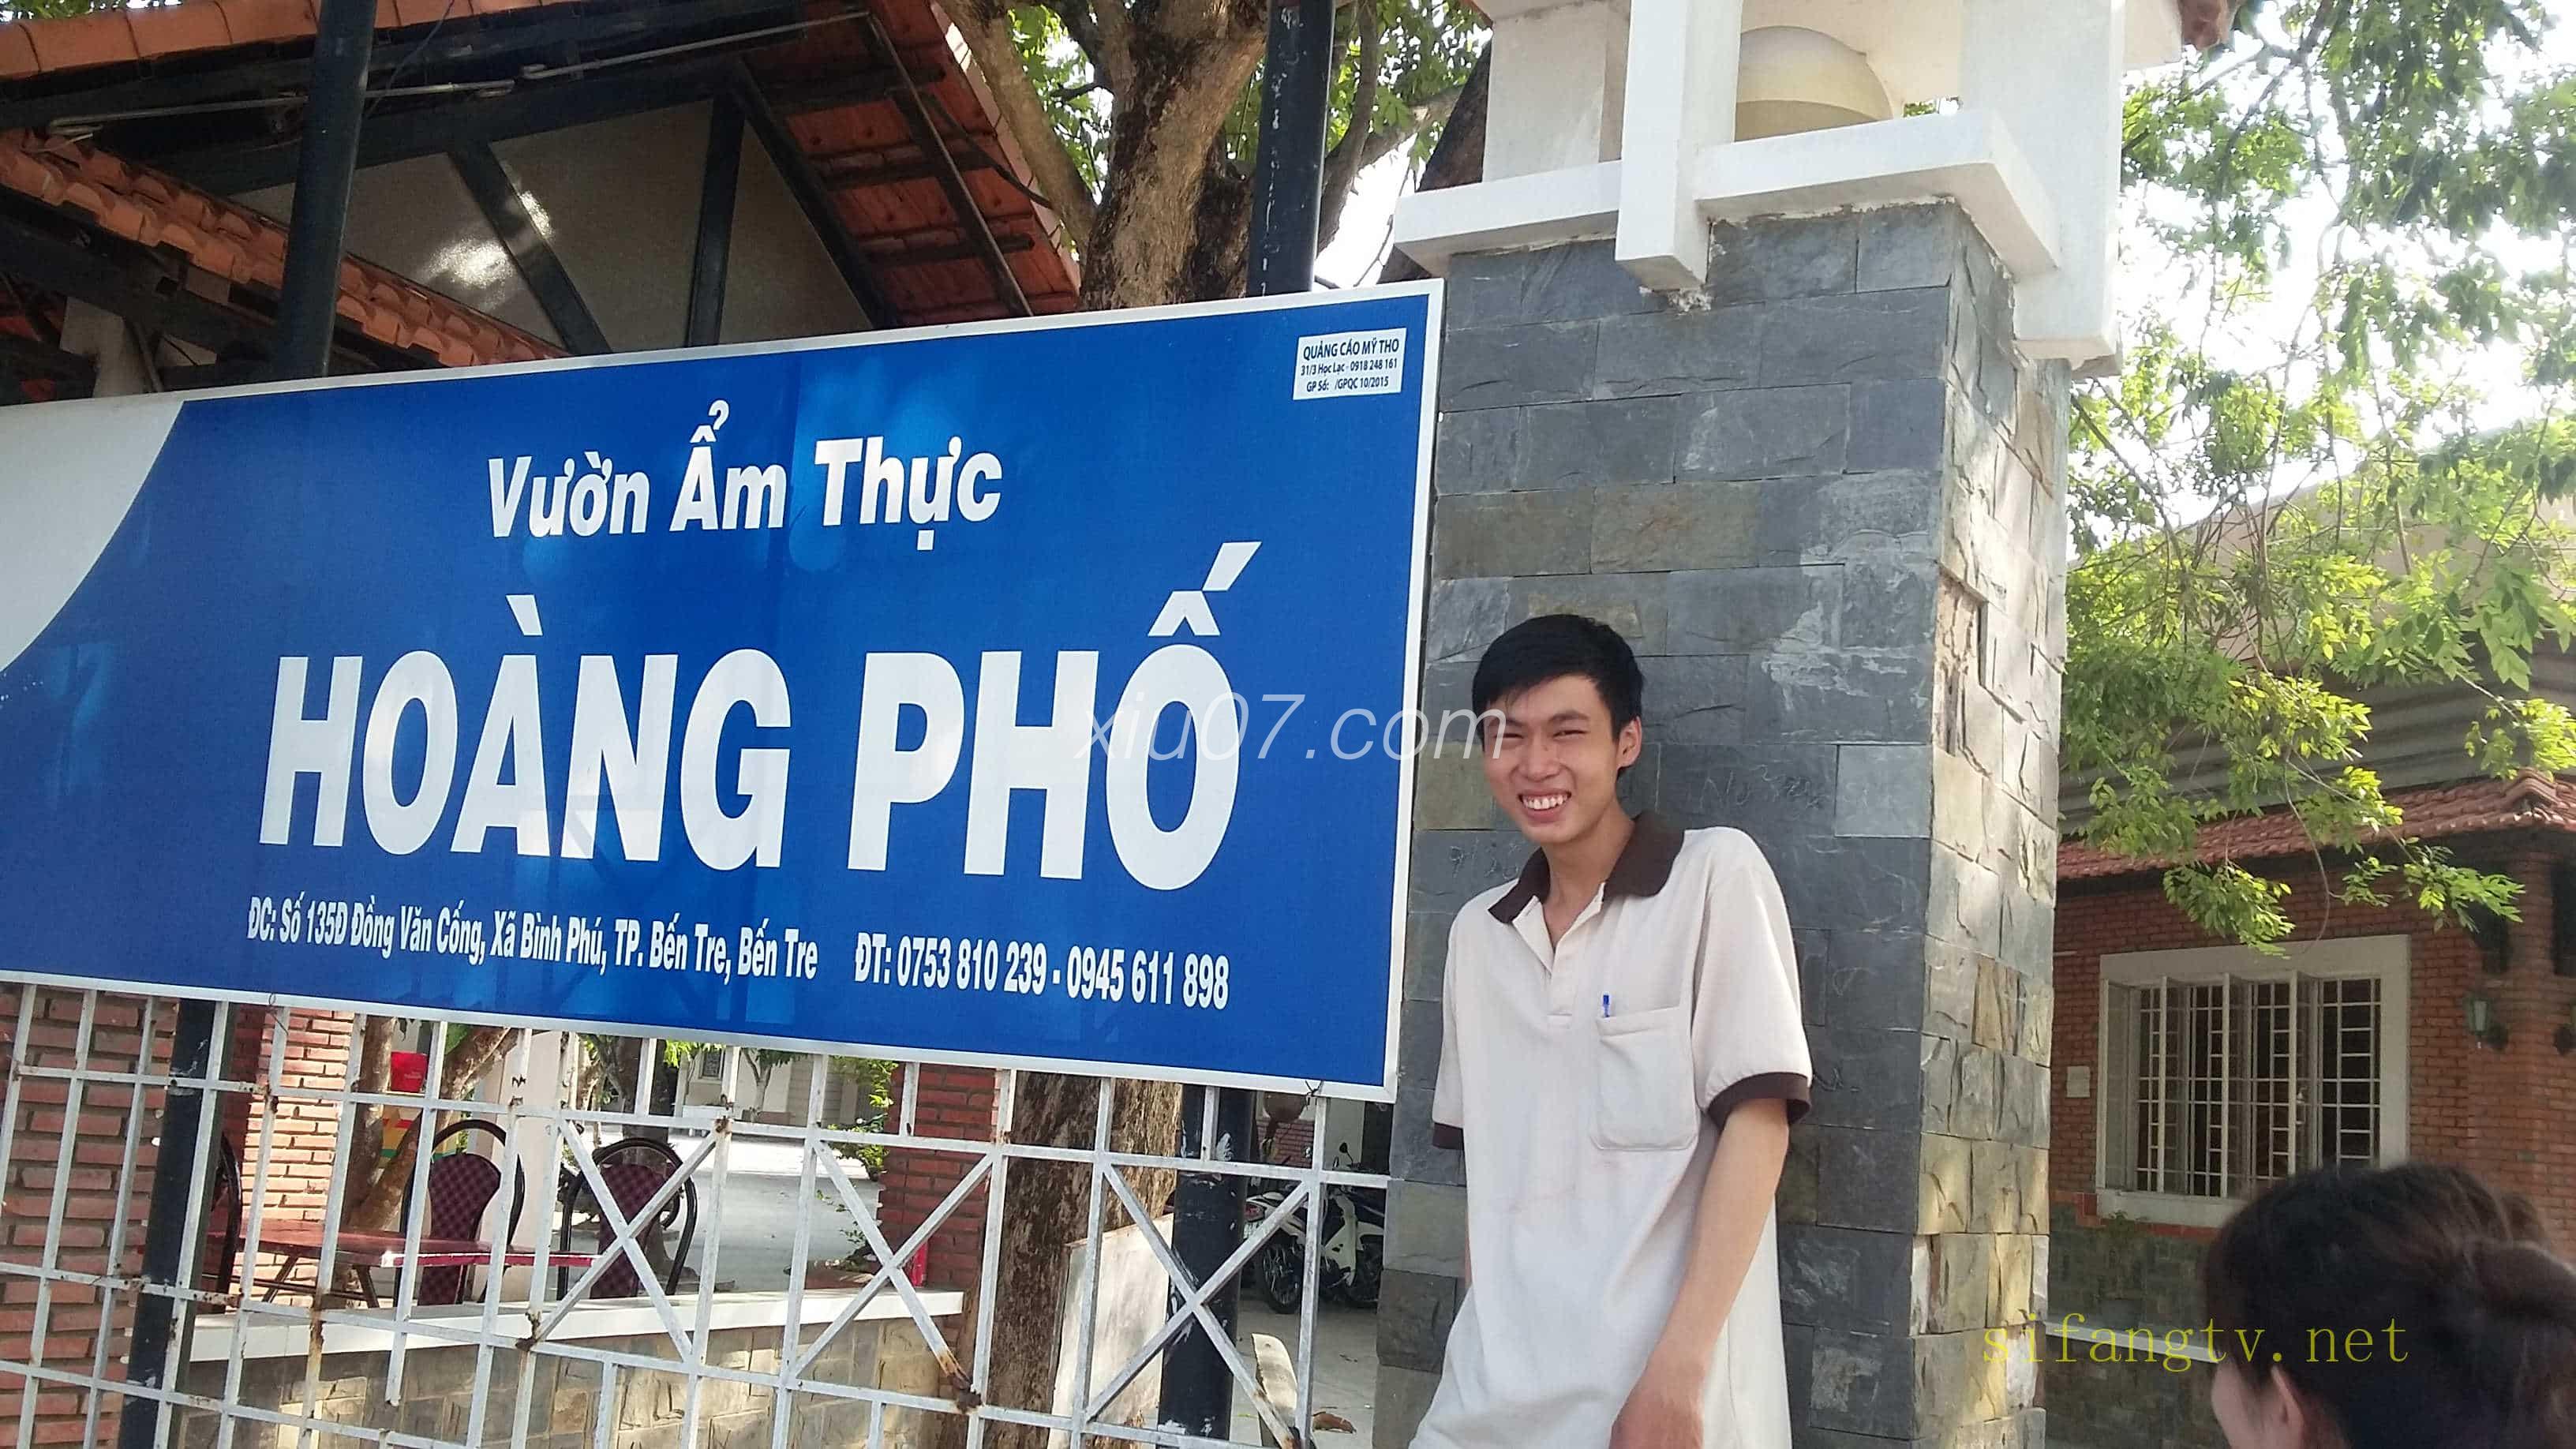 QUẢNG CÁO MỸ THO
31/3 Học Lạc - 0918 248 161
GP Số: /GPQC 10/2015
Vườn Ẩm Thực
HOÀNG PHỐ
xiu07.com
ĐC: Số 135Đ Đồng Văn Cống, Xã Bình Phú, TP. Bến Tre, Bến Tre ĐT: 0753 810 239 - 0945 611 898
sifangtv.net